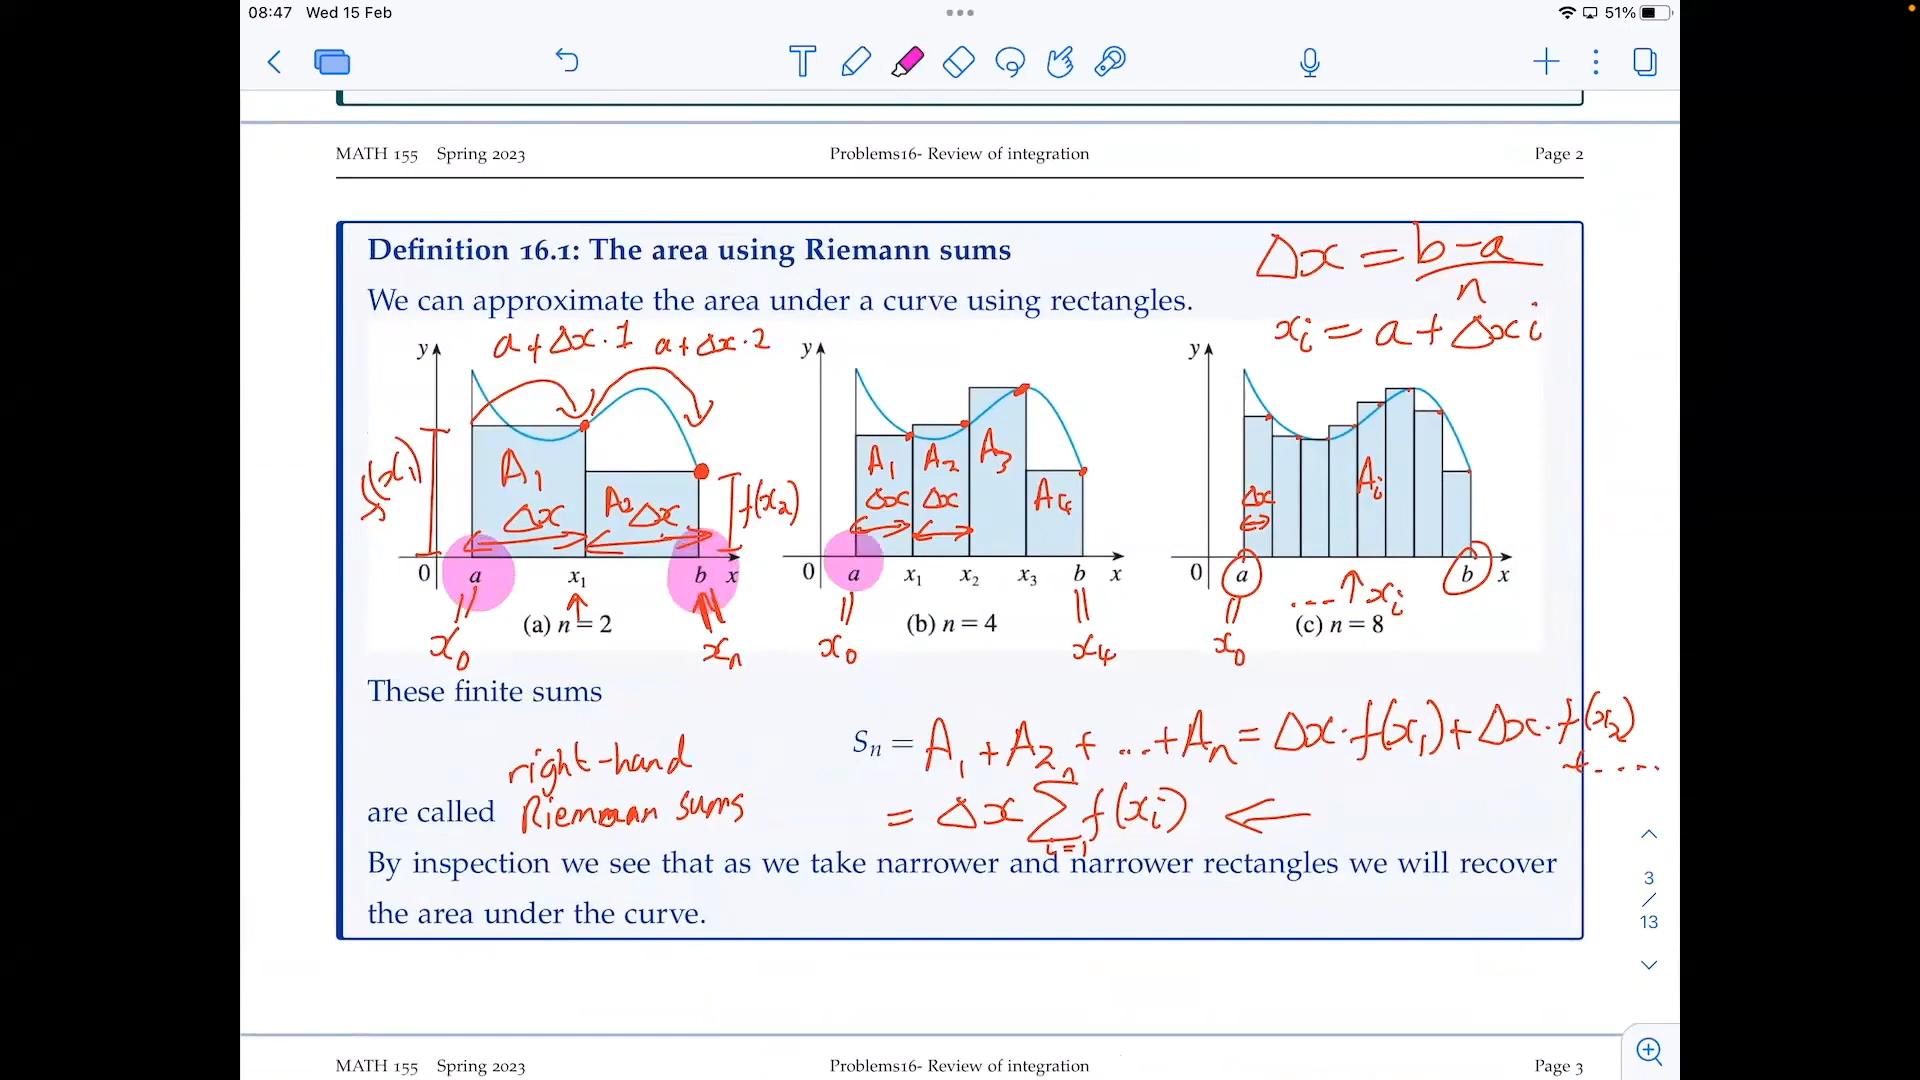 08:47 Wed 15 Feb
51%
MATH 155 Spring 2023 Problems16- Review of integration Page 2
Definition 16.1: The area using Riemann sums
Δx = b-a / n
We can approximate the area under a curve using rectangles.
xi = a + Δx i
a + Δx · 1 a + Δx · 2
y y y
f(x1) A1 A2 Δx Δx f(x2)
A1 A2 A3 A4 Δx Δx
Δx Ai
0 a x1 b x 0 a x1 x2 x3 b x 0 a b x
(a) n = 2 (b) n = 4 (c) n = 8
.... xi
x0 xn x0 x4 x0
These finite sums
Sn = A1 + A2 + ... + An = Δx · f(x1) + Δx · f(x2)
+ ....
right-hand
are called Riemman sums = Δx Σ f(xi) n i=1
By inspection we see that as we take narrower and narrower rectangles we will recover
the area under the curve.
3
/
13
MATH 155 Spring 2023 Problems16- Review of integration Page 3